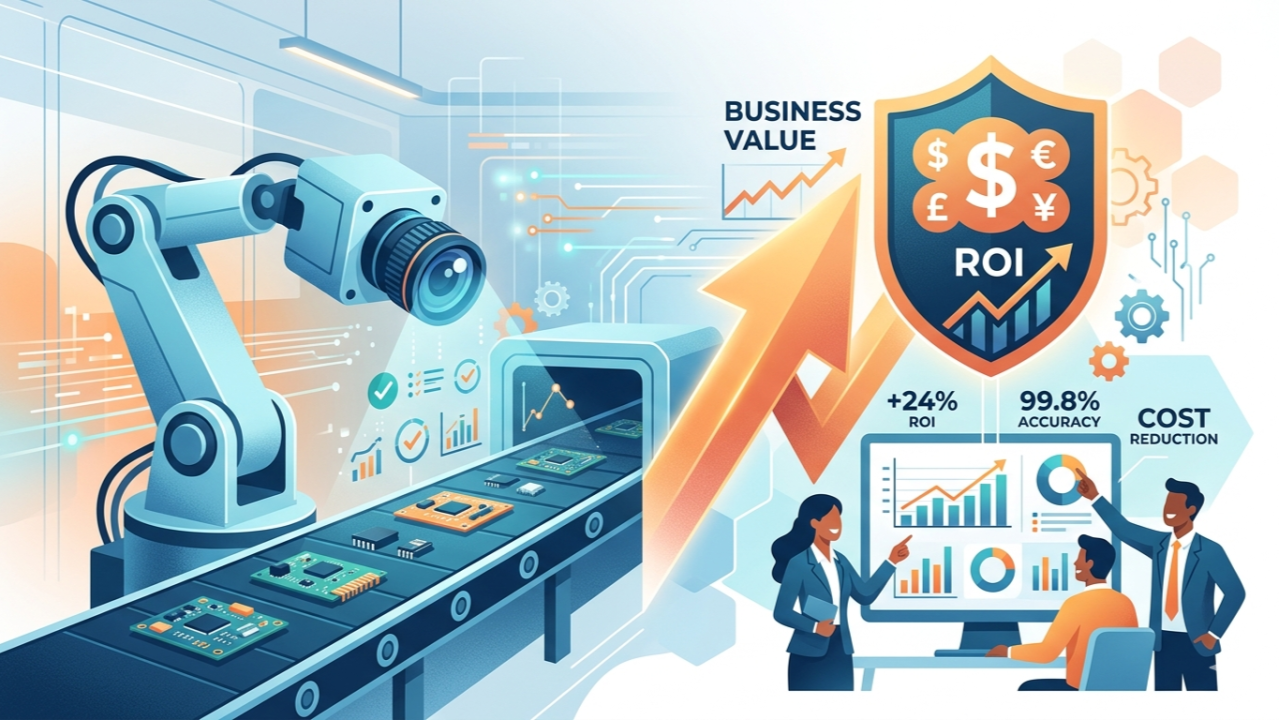 BUSINESS
VALUE
$ $ €
£ ¥
ROI
+24%
ROI
99.8%
ACCURACY
COST
REDUCTION